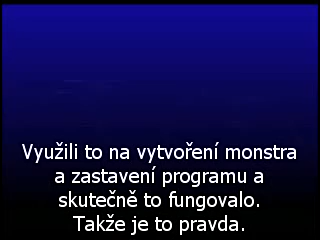 Využili to na vytvoření monstra
a zastavení programu a
skutečně to fungovalo.
Takže je to pravda.